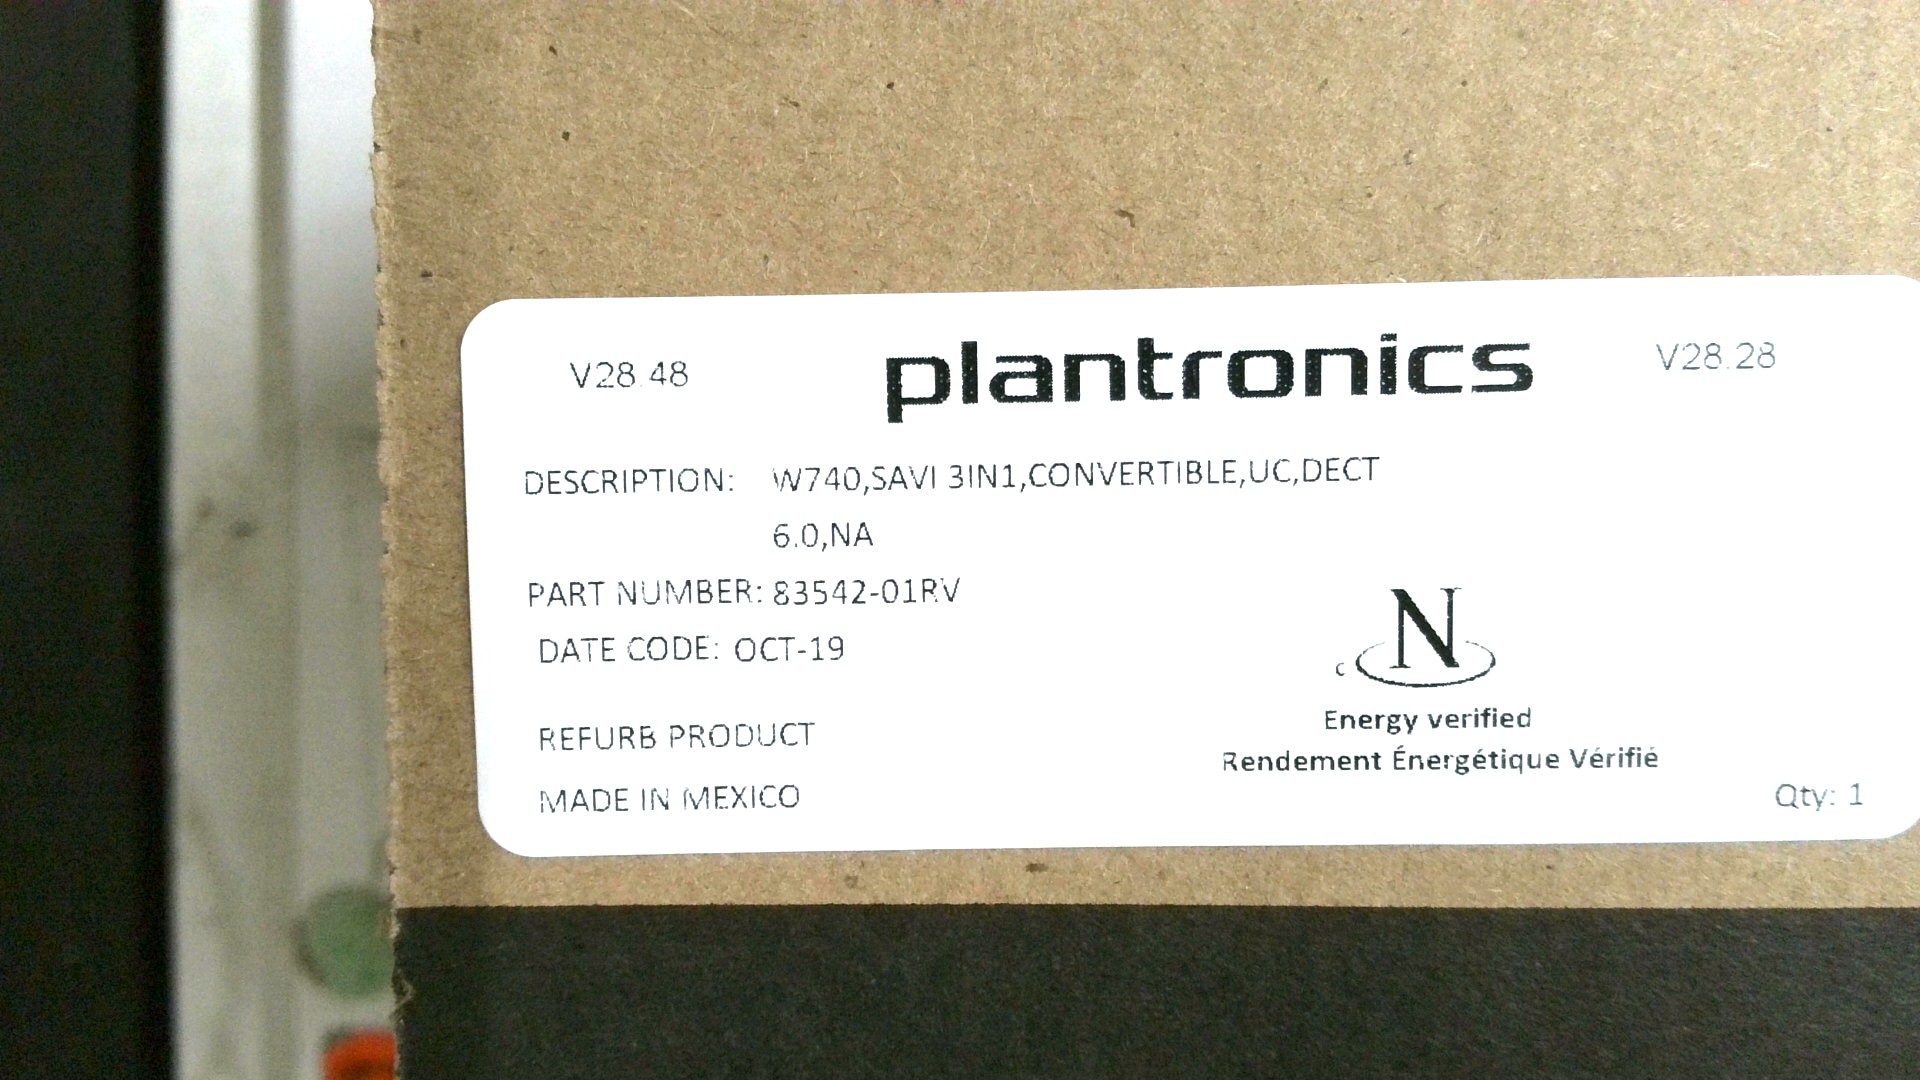 V28.48 plantronics V28.28
DESCRIPTION: W740,SAVI 3IN1,CONVERTIBLE,UC,DECT
6.0,NA
PART NUMBER: 83542-01RV
DATE CODE: OCT-19
REFURB PRODUCT
MADE IN MEXICO
c N
Energy verified
Rendement Énergétique Vérifié
Qty: 1